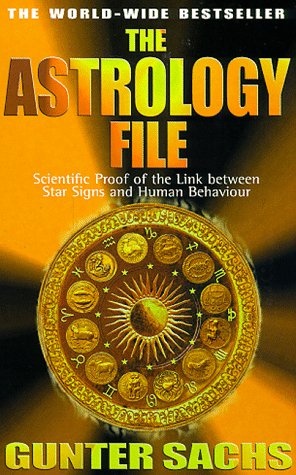 THE WORLD-WIDE BESTSELLER
THE
ASTROLOGY
FILE
Scientific Proof of the Link between
Star Signs and Human Behaviour
GUNTER SACHS